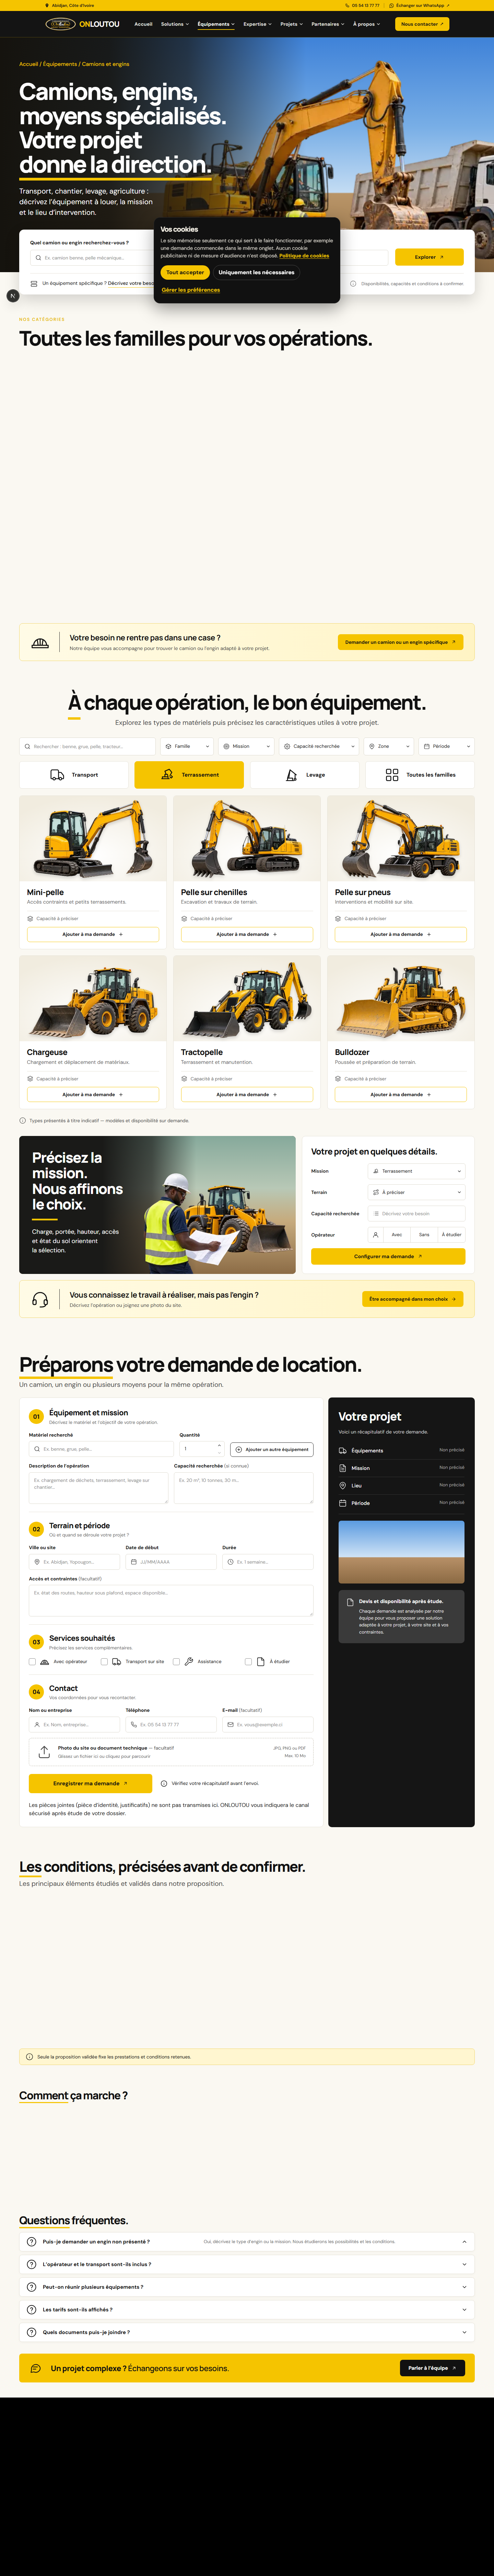 Abidjan, Côte d'Ivoire
05 54 13 77 77
Échanger sur WhatsApp ↗
ONLOUTOU
Accueil
Solutions
Équipements
Expertise
Projets
Partenaires
À propos
Nous contacter ↗
Accueil / Équipements / Camions et engins
Camions, engins,
moyens spécialisés.
Votre projet
donne la direction.
Transport, chantier, levage, agriculture :
décrivez l'équipement à louer, la mission
et le lieu d'intervention.
Quel camion ou engin recherchez-vous ?
Ex. camion benne, pelle mécanique...
Explorer ↗
Un équipement spécifique ? Décrivez votre besoin
Disponibilités, capacités et conditions à confirmer.
Vos cookies
Le site mémorise seulement ce qui sert à le faire fonctionner, par exemple
une demande commencée dans le même onglet. Aucun cookie
publicitaire ni de mesure d'audience n'est déposé. Politique de cookies
Tout accepter
Uniquement les nécessaires
Gérer les préférences
N
NOS CATÉGORIES
Toutes les familles pour vos opérations.
Votre besoin ne rentre pas dans une case ?
Notre équipe vous accompagne pour trouver le camion ou l'engin adapté à votre projet.
Demander un camion ou un engin spécifique ↗
À chaque opération, le bon équipement.
Explorez les types de matériels puis précisez les caractéristiques utiles à votre projet.
Rechercher : benne, grue, pelle, tracteur...
Famille
Mission
Capacité recherchée
Zone
Période
Transport
Terrassement
Levage
Toutes les familles
Mini-pelle
Accès contraints et petits terrassements.
Capacité à préciser
Ajouter à ma demande +
Pelle sur chenilles
Excavation et travaux de terrain.
Capacité à préciser
Ajouter à ma demande +
Pelle sur pneus
Interventions et mobilité sur site.
Capacité à préciser
Ajouter à ma demande +
Chargeuse
Chargement et déplacement de matériaux.
Capacité à préciser
Ajouter à ma demande +
Tractopelle
Terrassement et manutention.
Capacité à préciser
Ajouter à ma demande +
Bulldozer
Poussée et préparation de terrain.
Capacité à préciser
Ajouter à ma demande +
Types présentés à titre indicatif — modèles et disponibilité sur demande.
Précisez la
mission.
Nous affinons
le choix.
Charge, portée, hauteur, accès
et état du sol orientent
la sélection.
Votre projet en quelques détails.
Mission
Terrassement
Terrain
À préciser
Capacité recherchée
Décrivez votre besoin
Opérateur
Avec
Sans
À étudier
Configurer ma demande ↗
Vous connaissez le travail à réaliser, mais pas l'engin ?
Décrivez l'opération ou joignez une photo du site.
Être accompagné dans mon choix →
Préparons votre demande de location.
Un camion, un engin ou plusieurs moyens pour la même opération.
01
Équipement et mission
Décrivez le matériel et l'objectif de votre opération.
Matériel recherché
Quantité
Ex. benne, grue, pelle...
1
Ajouter un autre équipement
Description de l'opération
Capacité recherchée (si connue)
Ex. chargement de déchets, terrassement, levage sur
chantier...
Ex. 20 m³, 10 tonnes, 30 m...
02
Terrain et période
Où et quand se déroule votre projet ?
Ville ou site
Date de début
Durée
Ex. Abidjan, Yopougon...
JJ/MM/AAAA
Ex. 1 semaine...
Accès et contraintes (facultatif)
Ex. état des routes, hauteur sous plafond, espace disponible...
03
Services souhaités
Précisez les services complémentaires.
Avec opérateur
Transport sur site
Assistance
À étudier
04
Contact
Vos coordonnées pour vous recontacter.
Nom ou entreprise
Téléphone
E-mail (facultatif)
Ex. Nom, entreprise...
Ex. 05 54 13 77 77
Ex. vous@exemple.ci
Photo du site ou document technique — facultatif
Glissez un fichier ici ou cliquez pour parcourir
JPG, PNG ou PDF
Max. 10 Mo
Enregistrer ma demande ↗
Vérifiez votre récapitulatif avant l'envoi.
Les pièces jointes (pièce d'identité, justificatifs) ne sont pas transmises ici. ONLOUTOU vous indiquera le canal
sécurisé après étude de votre dossier.
Votre projet
Voici un récapitulatif de votre demande.
Équipements
Non précisé
Mission
Non précisé
Lieu
Non précisé
Période
Non précisé
Devis et disponibilité après étude.
Chaque demande est analysée par notre
équipe pour vous proposer une solution
adaptée à votre projet, à votre site et à vos
contraintes.
Les conditions, précisées avant de confirmer.
Les principaux éléments étudiés et validés dans notre proposition.
Seule la proposition validée fixe les prestations et conditions retenues.
Comment ça marche ?
Questions fréquentes.
Puis-je demander un engin non présenté ?
Oui, décrivez le type d'engin ou la mission. Nous étudierons les possibilités et les conditions.
L'opérateur et le transport sont-ils inclus ?
Peut-on réunir plusieurs équipements ?
Les tarifs sont-ils affichés ?
Quels documents puis-je joindre ?
Un projet complexe ? Échangeons sur vos besoins.
Parler à l'équipe ↗